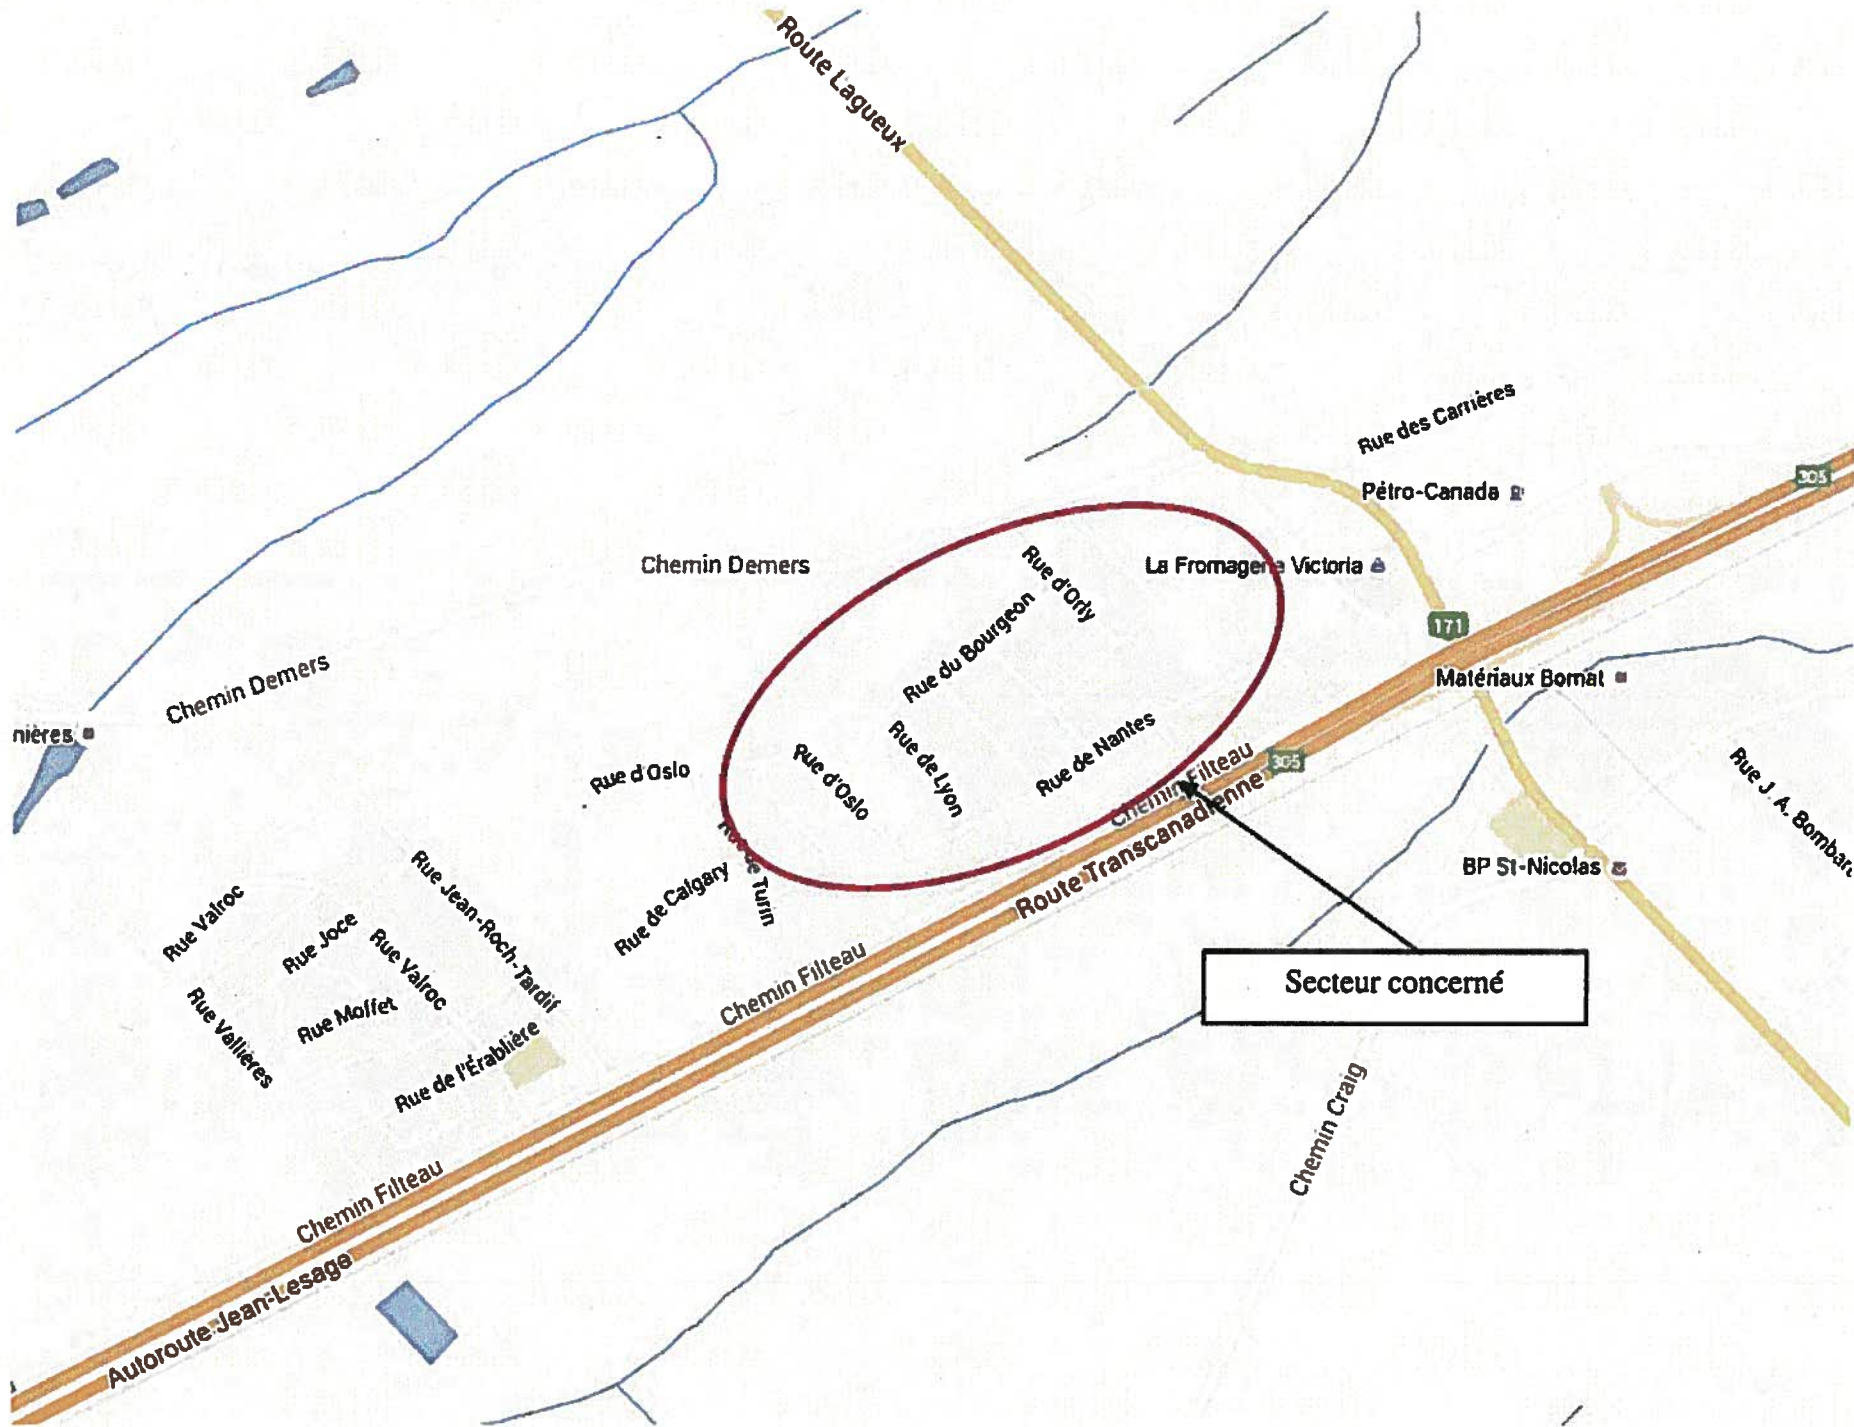 Route Lagueux
Rue des Carrières
305
Pétro-Canada
Chemin Demers
Rue d'Orly
La Fromagerie Victoria
Rue du Bourgeon
171
Chemin Demers
Matériaux Bomat
nières
Rue d'Oslo
Rue d'Oslo
Rue de Lyon
Rue de Nantes
Chemin Filteau
305
Rue J. A. Bombard
Route Transcanadienne
Rue de Turin
Rue de Calgary
BP St-Nicolas
Rue Jean-Roch-Tardif
Rue Valroc
Rue Joce
Rue Valroc
Chemin Filteau
Secteur concerné
Rue Vallières
Rue Moffet
Rue de l'Érablière
Chemin Craig
Chemin Filteau
Autoroute Jean-Lesage